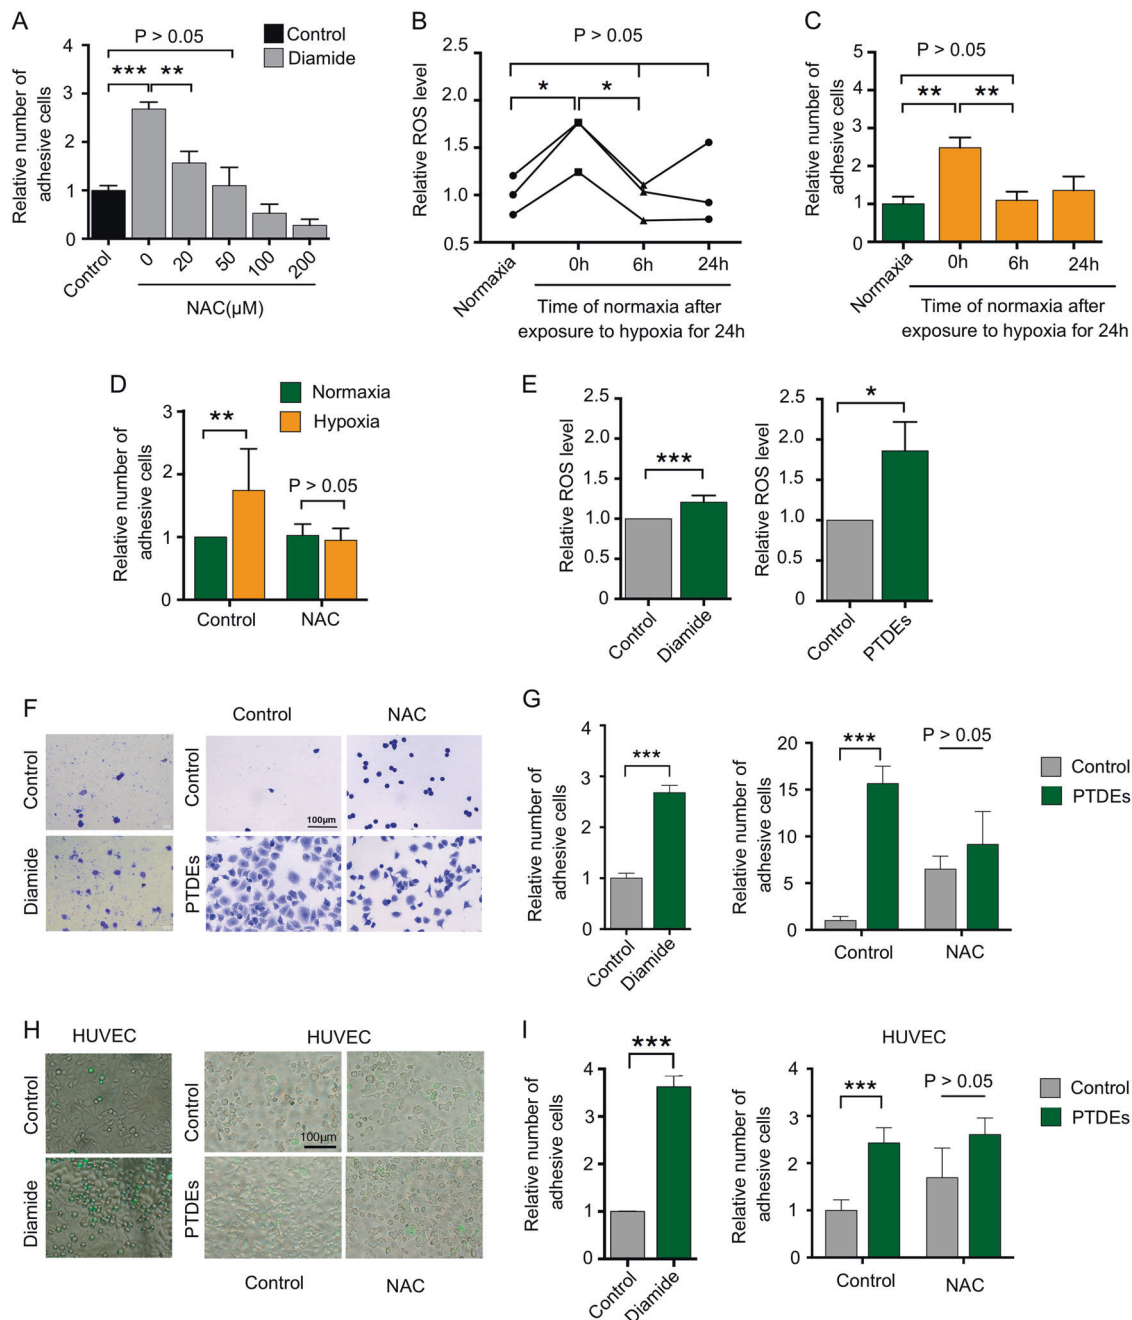 A
P > 0.05
Control
Diamide
***
**
Relative number of
adhesive cells
4
3
2
1
0
Control
0
20
50
100
200
NAC(µM)
B
P > 0.05
*
*
Relative ROS level
2.5
2.0
1.5
1.0
0.5
Normaxia
0h
6h
24h
Time of normaxia after
exposure to hypoxia for 24h
C
P > 0.05
**
**
Relative number of
adhesive cells
5
4
3
2
1
0
Normaxia
0h
6h
24h
Time of normaxia after
exposure to hypoxia for 24h
D
Normaxia
Hypoxia
**
P > 0.05
Relative number of
adhesive cells
3
2
1
0
Control
NAC
E
***
Relative ROS level
2.5
2.0
1.5
1.0
0.5
0
Control
Diamide
*
Relative ROS level
2.5
2.0
1.5
1.0
0.5
0
Control
PTDEs
F
Control
NAC
Control
Control
100µm
Diamide
PTDEs
G
***
Relative number of
adhesive cells
4
3
2
1
0
Control
Diamide
***
P > 0.05
Control
PTDEs
Relative number of
adhesive cells
20
15
10
5
0
Control
NAC
H
HUVEC
HUVEC
Control
Control
100µm
Diamide
PTDEs
Control
NAC
I
***
Relative number of
adhesive cells
4
3
2
1
0
Control
Diamide
HUVEC
***
P > 0.05
Control
PTDEs
Relative number of
adhesive cells
4
3
2
1
0
Control
NAC